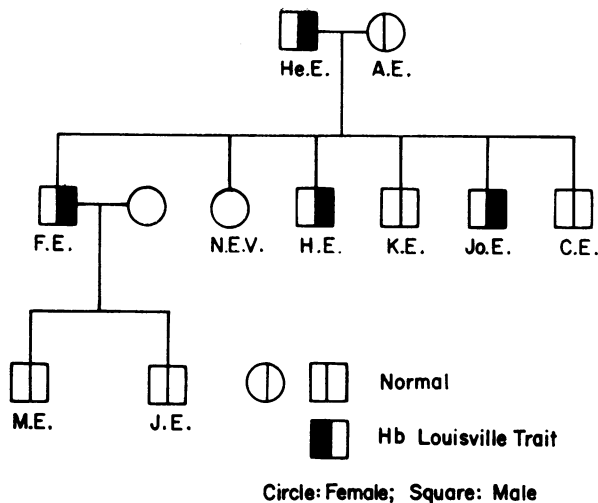 He.E. A.E.
F.E. N.E.V. H.E. K.E. Jo.E. C.E.
M.E. J.E.
Normal
Hb Louisville Trait
Circle: Female; Square: Male